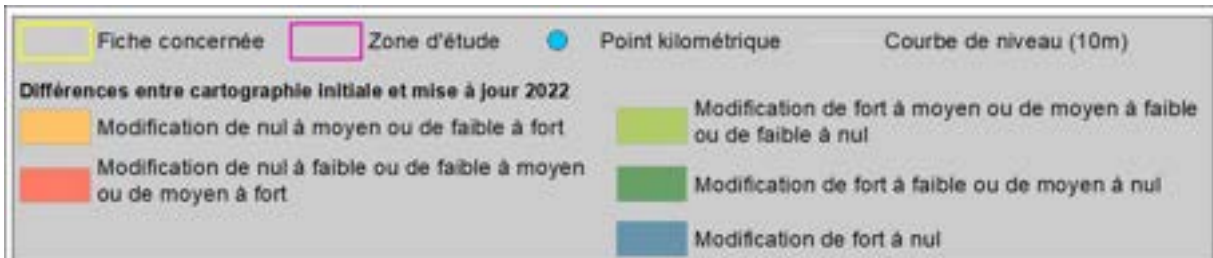 Fiche concernée Zone d'étude Point kilométrique Courbe de niveau (10m)
Différences entre cartographie initiale et mise à jour 2022
Modification de nul à moyen ou de faible à fort
Modification de nul à faible ou de faible à moyen
ou de moyen à fort
Modification de fort à moyen ou de moyen à faible
ou de faible à nul
Modification de fort à faible ou de moyen à nul
Modification de fort à nul